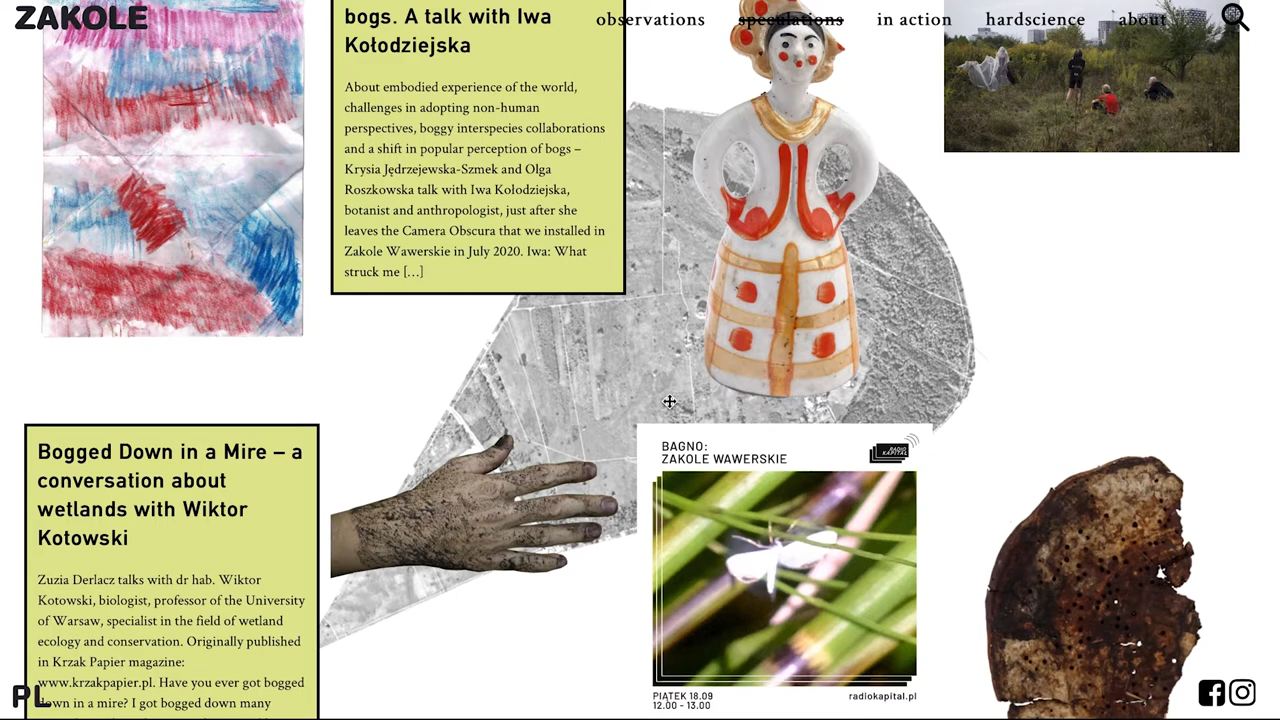 ZAKOLE
observations speculations in action hardscience about
bogs. A talk with Iwa
Kołodziejska
About embodied experience of the world,
challenges in adopting non-human
perspectives, boggy interspecies collaborations
and a shift in popular perception of bogs –
Krysia Jędrzejewska-Szmek and Olga
Roszkowska talk with Iwa Kołodziejska,
botanist and anthropologist, just after she
leaves the Camera Obscura that we installed in
Zakole Wawerskie in July 2020. Iwa: What
struck me […]
Bogged Down in a Mire – a
conversation about
wetlands with Wiktor
Kotowski
Zuzia Derlacz talks with dr hab. Wiktor
Kotowski, biologist, professor of the University
of Warsaw, specialist in the field of wetland
ecology and conservation. Originally published
in Krzak Papier magazine:
www.krzakpapier.pl. Have you ever got bogged
down in a mire? I got bogged down many
BAGNO:
ZAKOLE WAWERSKIE
RADIO
KAPITAŁ
PIĄTEK 18.09
12.00 - 13.00
radiokapital.pl
PL